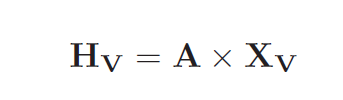 H_V = A × X_V